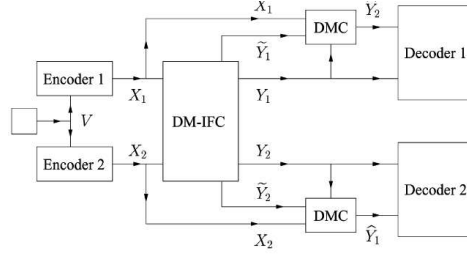 X₁
DMC
Y₂
Decoder 1
Ỹ₁
Encoder 1
X₁
Y₁
V
DM-IFC
Encoder 2
X₂
Y₂
Decoder 2
Ỹ₂
DMC
X₂
Ŷ₁